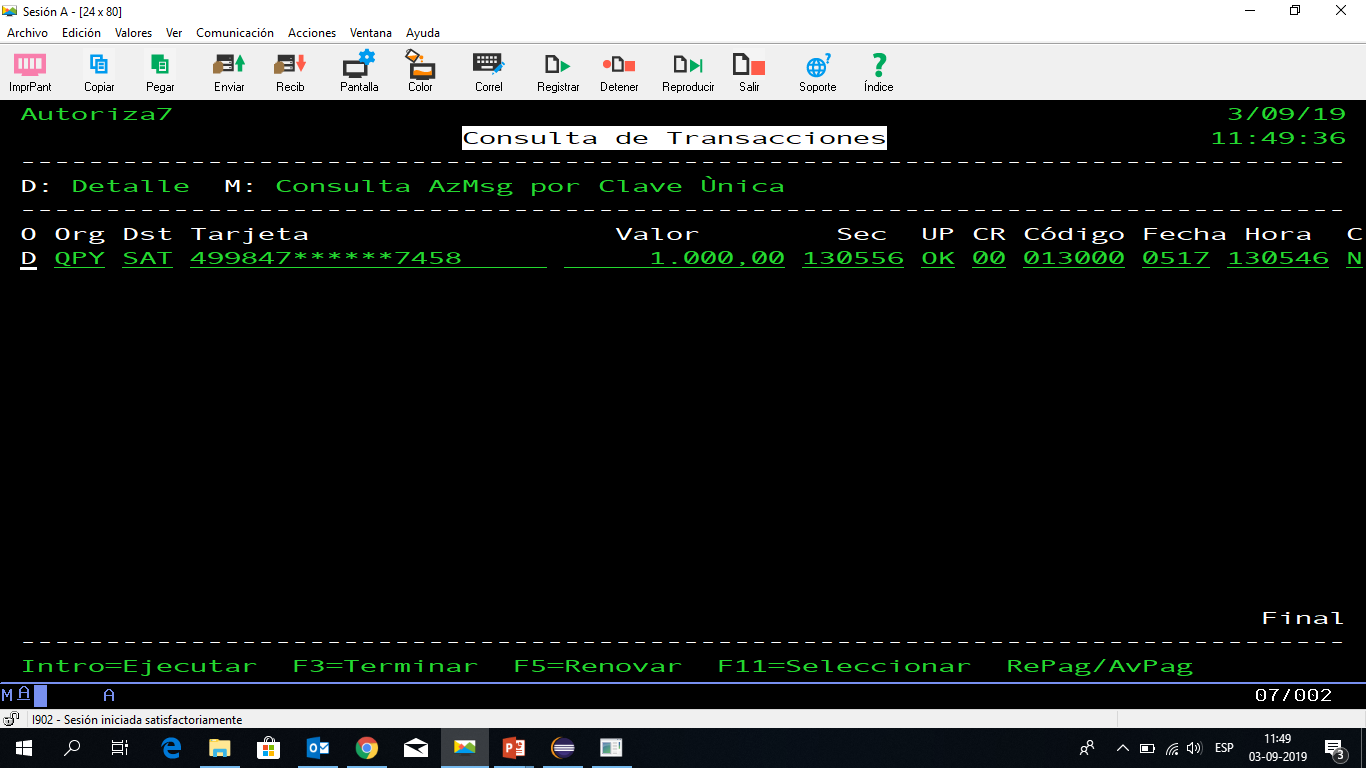 Sesión A - [24 x 80]
Archivo Edición Valores Ver Comunicación Acciones Ventana Ayuda
ImprPant Copiar Pegar Enviar Recib Pantalla Color Correl Registrar Detener Reproducir Salir Soporte Índice
Autoriza7 3/09/19
Consulta de Transacciones 11:49:36
D: Detalle M: Consulta AzMsg por Clave Ùnica
O Org Dst Tarjeta Valor Sec UP CR Código Fecha Hora C
D QPY SAT 499847******7458 1.000,00 130556 OK 00 013000 0517 130546 N
Final
Intro=Ejecutar F3=Terminar F5=Renovar F11=Seleccionar RePag/AvPag
MA A 07/002
I902 - Sesión iniciada satisfactoriamente
ESP 11:49
03-09-2019 3